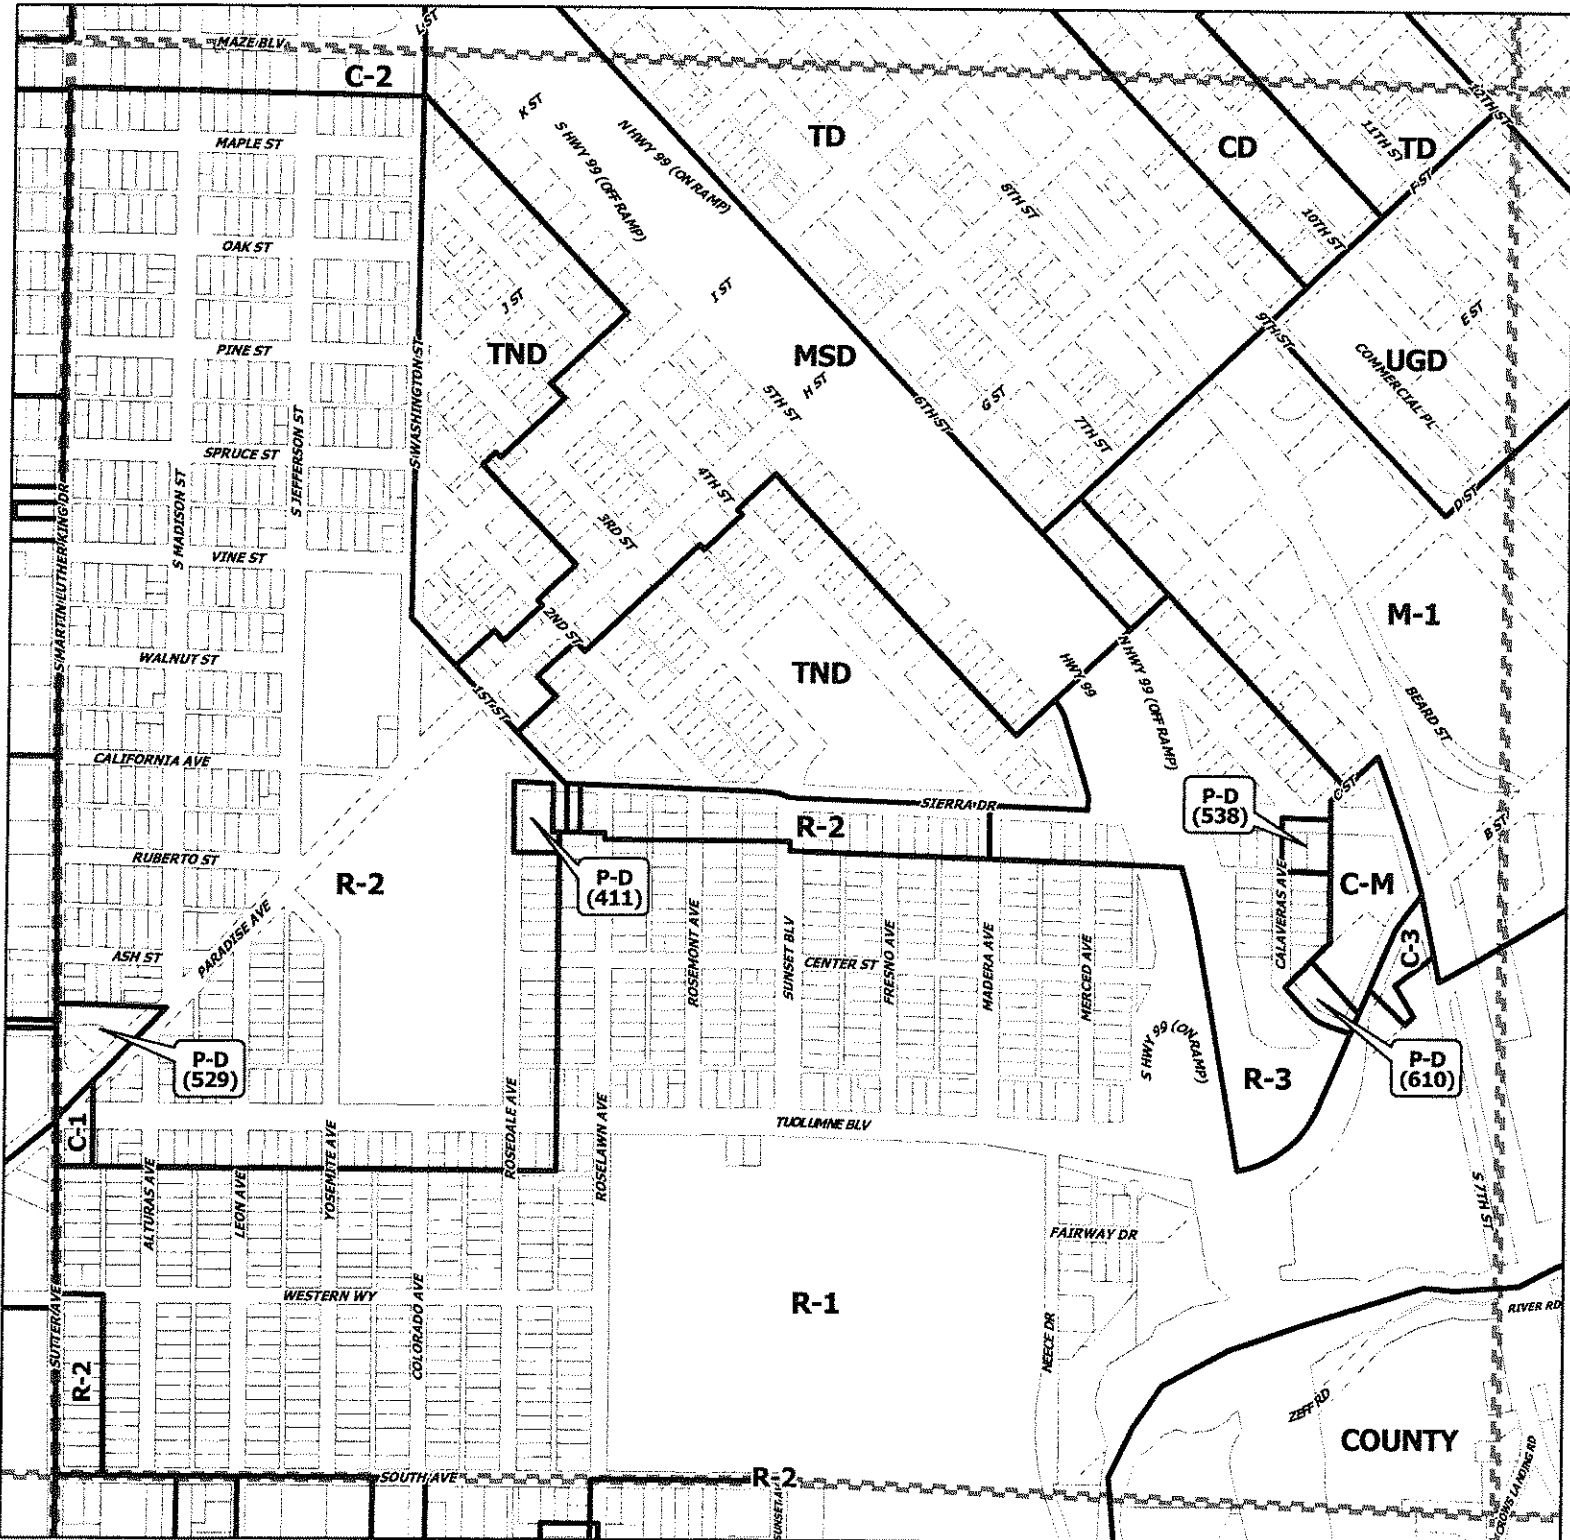 MAZE BLV
L ST
C-2
K ST
S HWY 99 (OFF RAMP)
N HWY 99 (ON RAMP)
TD
CD
11TH ST
TD
12TH ST
F ST
MAPLE ST
8TH ST
10TH ST
OAK ST
J ST
I ST
9TH ST
E ST
PINE ST
TND
MSD
H ST
5TH ST
COMMERCIAL PL
UGD
S WASHINGTON ST
6TH ST
G ST
7TH ST
S JEFFERSON ST
SPRUCE ST
S MADISON ST
4TH ST
D ST
S MARTIN LUTHER KING DR
3RD ST
VINE ST
M-1
2ND ST
WALNUT ST
TND
HWY 99
N HWY 99 (OFF RAMP)
1ST ST
BEARD ST
CALIFORNIA AVE
C ST
P-D
(538)
SIERRA DR
R-2
B ST
RUBERTO ST
R-2
P-D
(411)
C-M
CALAVERAS AVE
PARADISE AVE
ASH ST
ROSEMONT AVE
SUNSET BLV
CENTER ST
FRESNO AVE
MADERA AVE
MERCED AVE
C-3
S HWY 99 (ON RAMP)
P-D
(529)
P-D
(610)
R-3
C-1
ROSEDALE AVE
ROSELAWN AVE
TUOLUMNE BLV
ALTURAS AVE
LEON AVE
YOSEMITE AVE
S 7TH ST
FAIRWAY DR
WESTERN WY
COLORADO AVE
R-1
RIVER RD
SUTTER AVE
R-2
NEECE DR
ZEFF RD
COUNTY
SOUTH AVE
R-2
SUNSET AV
CROWS LANDING RD